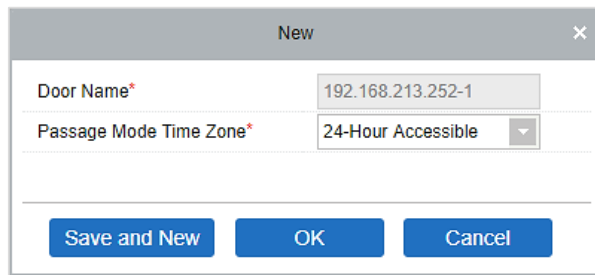 New
Door Name* 192.168.213.252-1
Passage Mode Time Zone* 24-Hour Accessible
Save and New OK Cancel